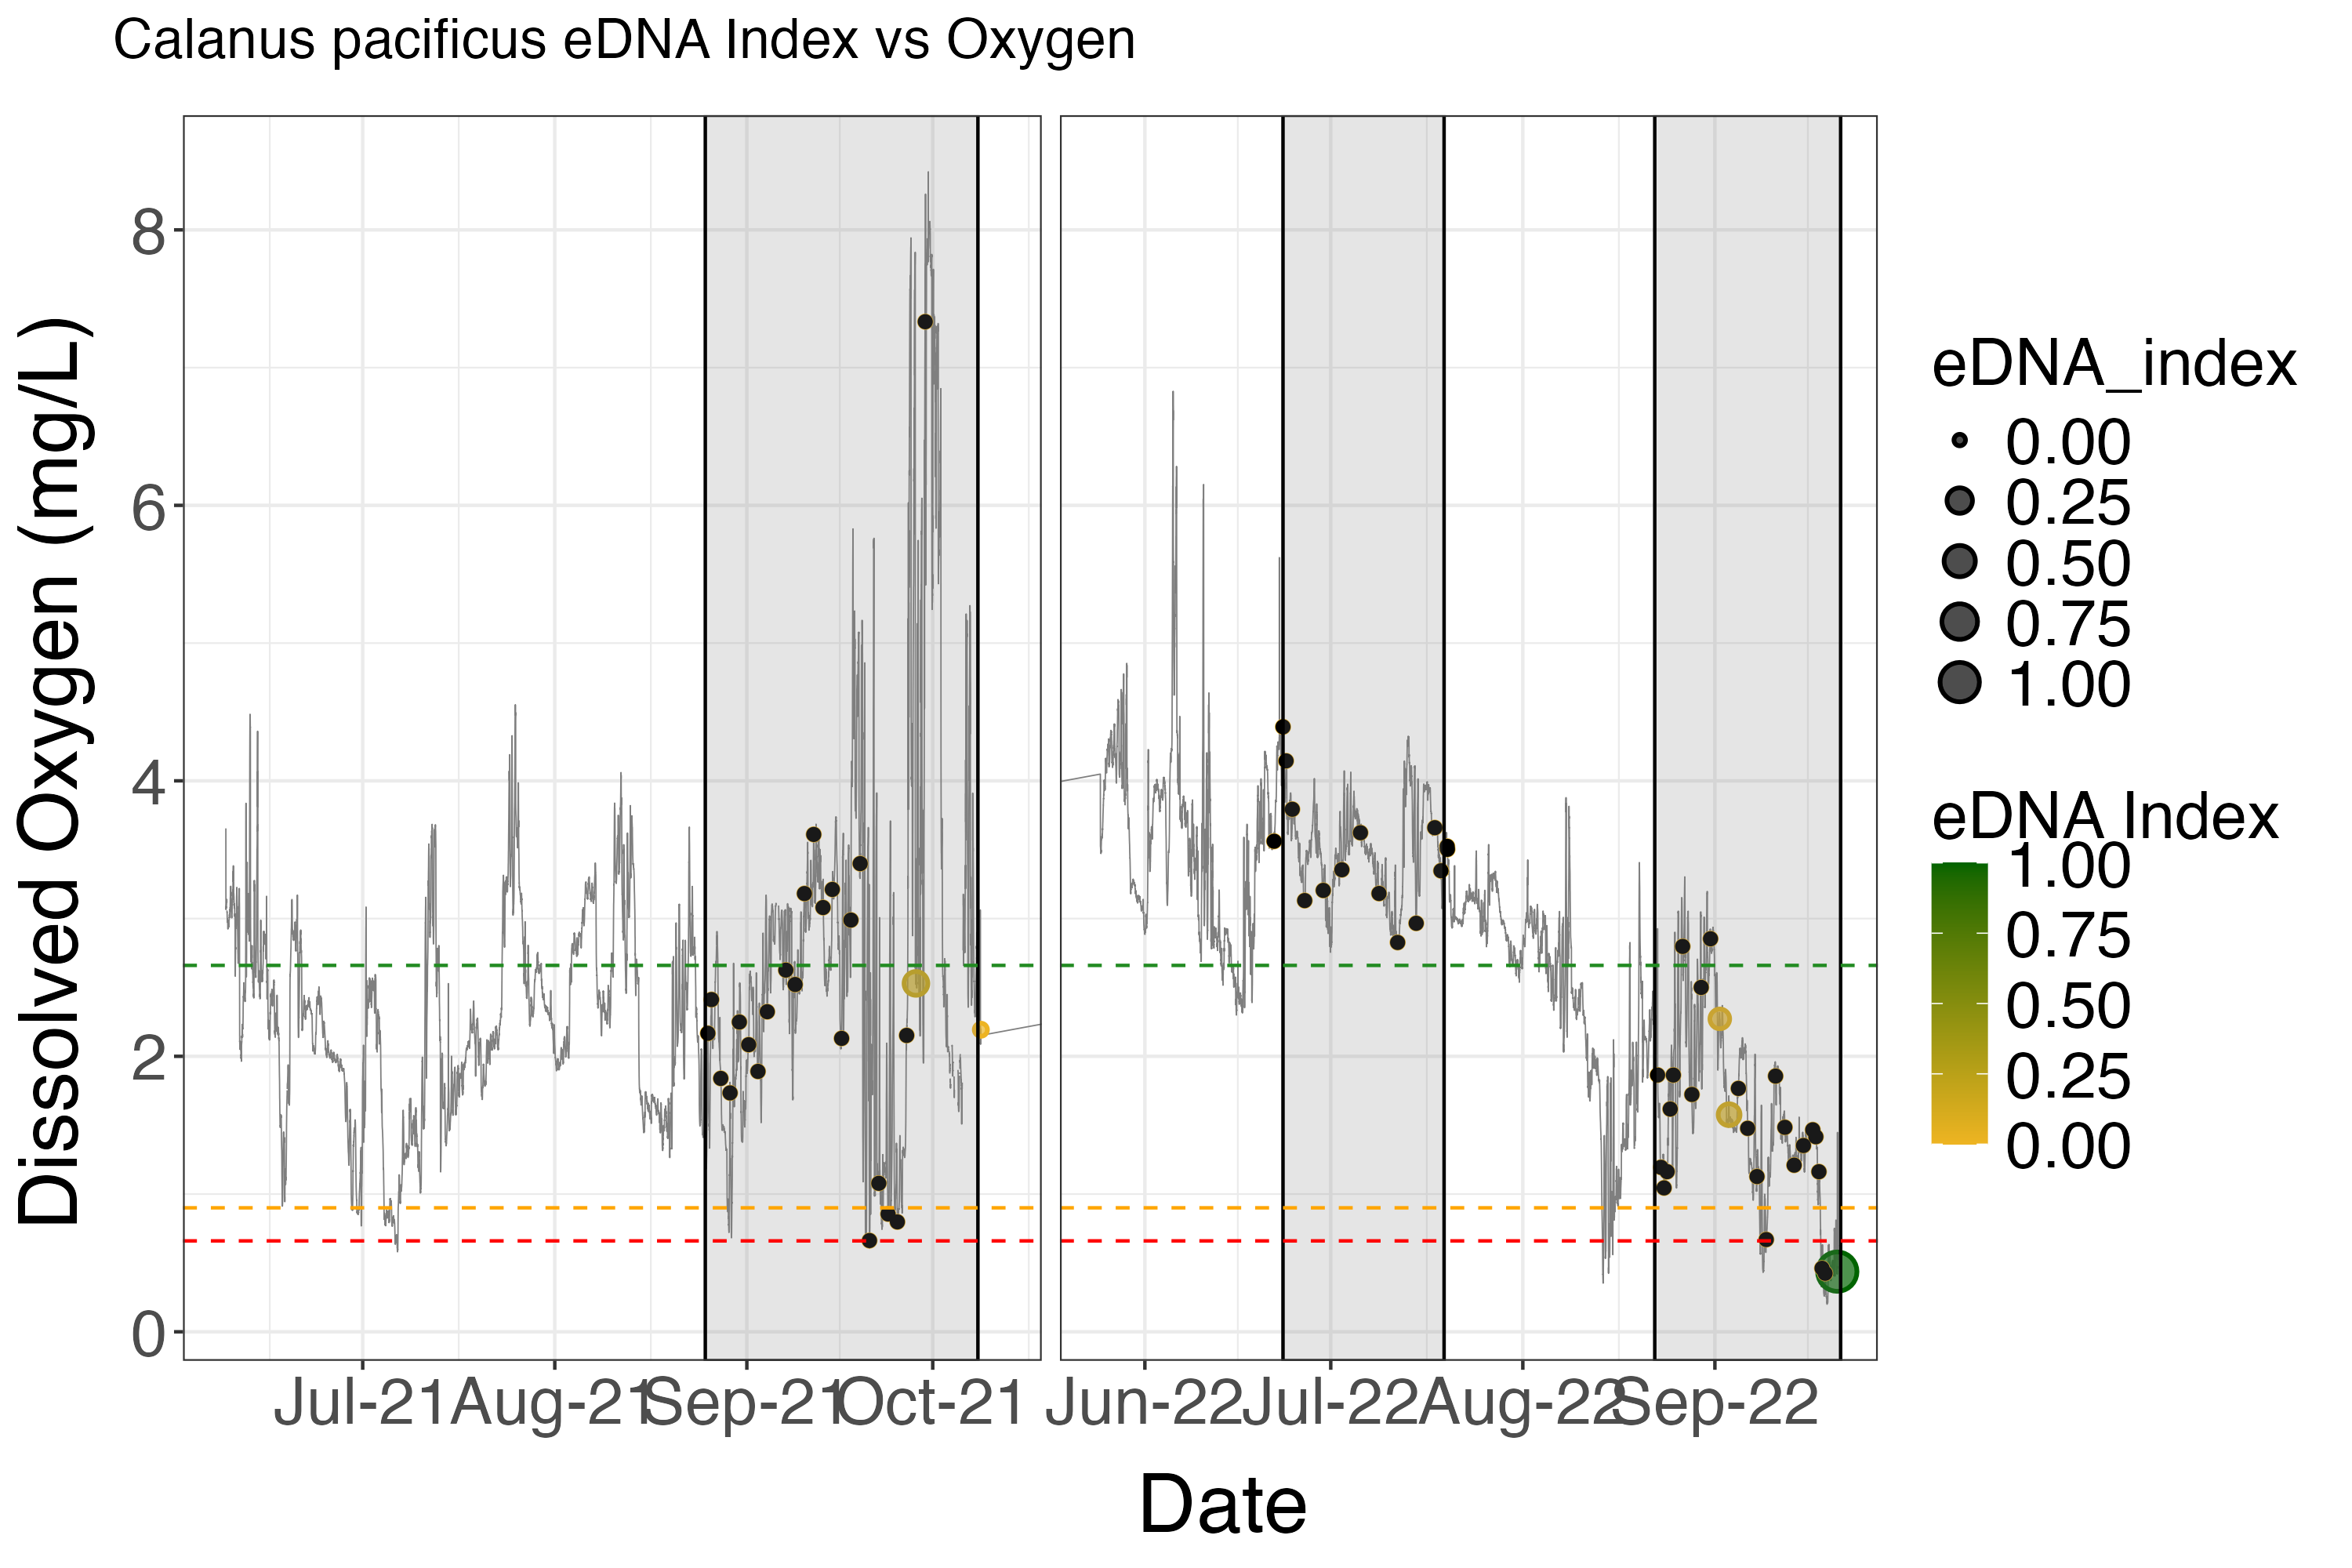 Calanus pacificus eDNA Index vs Oxygen
Dissolved Oxygen (mg/L)
8
6
4
2
0
Jul-21 Aug-21 Sep-21 Oct-21 Jun-22 Jul-22 Aug-22 Sep-22
Date
eDNA_index
0.00
0.25
0.50
0.75
1.00
eDNA Index
1.00
0.75
0.50
0.25
0.00